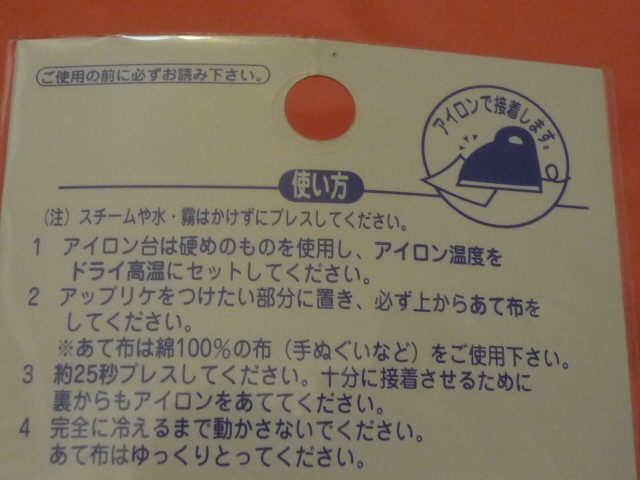 ご使用の前に必ずお読み下さい。
アイロンで接着します。
使い方
(注) スチームや水・霧はかけずにプレスしてください。
1 アイロン台は硬めのものを使用し、アイロン温度を
ドライ高温にセットしてください。
2 アップリケをつけたい部分に置き、必ず上からあて布を
してください。
※あて布は綿100%の布(手ぬぐいなど)をご使用下さい。
3 約25秒プレスしてください。十分に接着させるために
裏からもアイロンをあててください。
4 完全に冷えるまで動かさないでください。
あて布はゆっくりとってください。